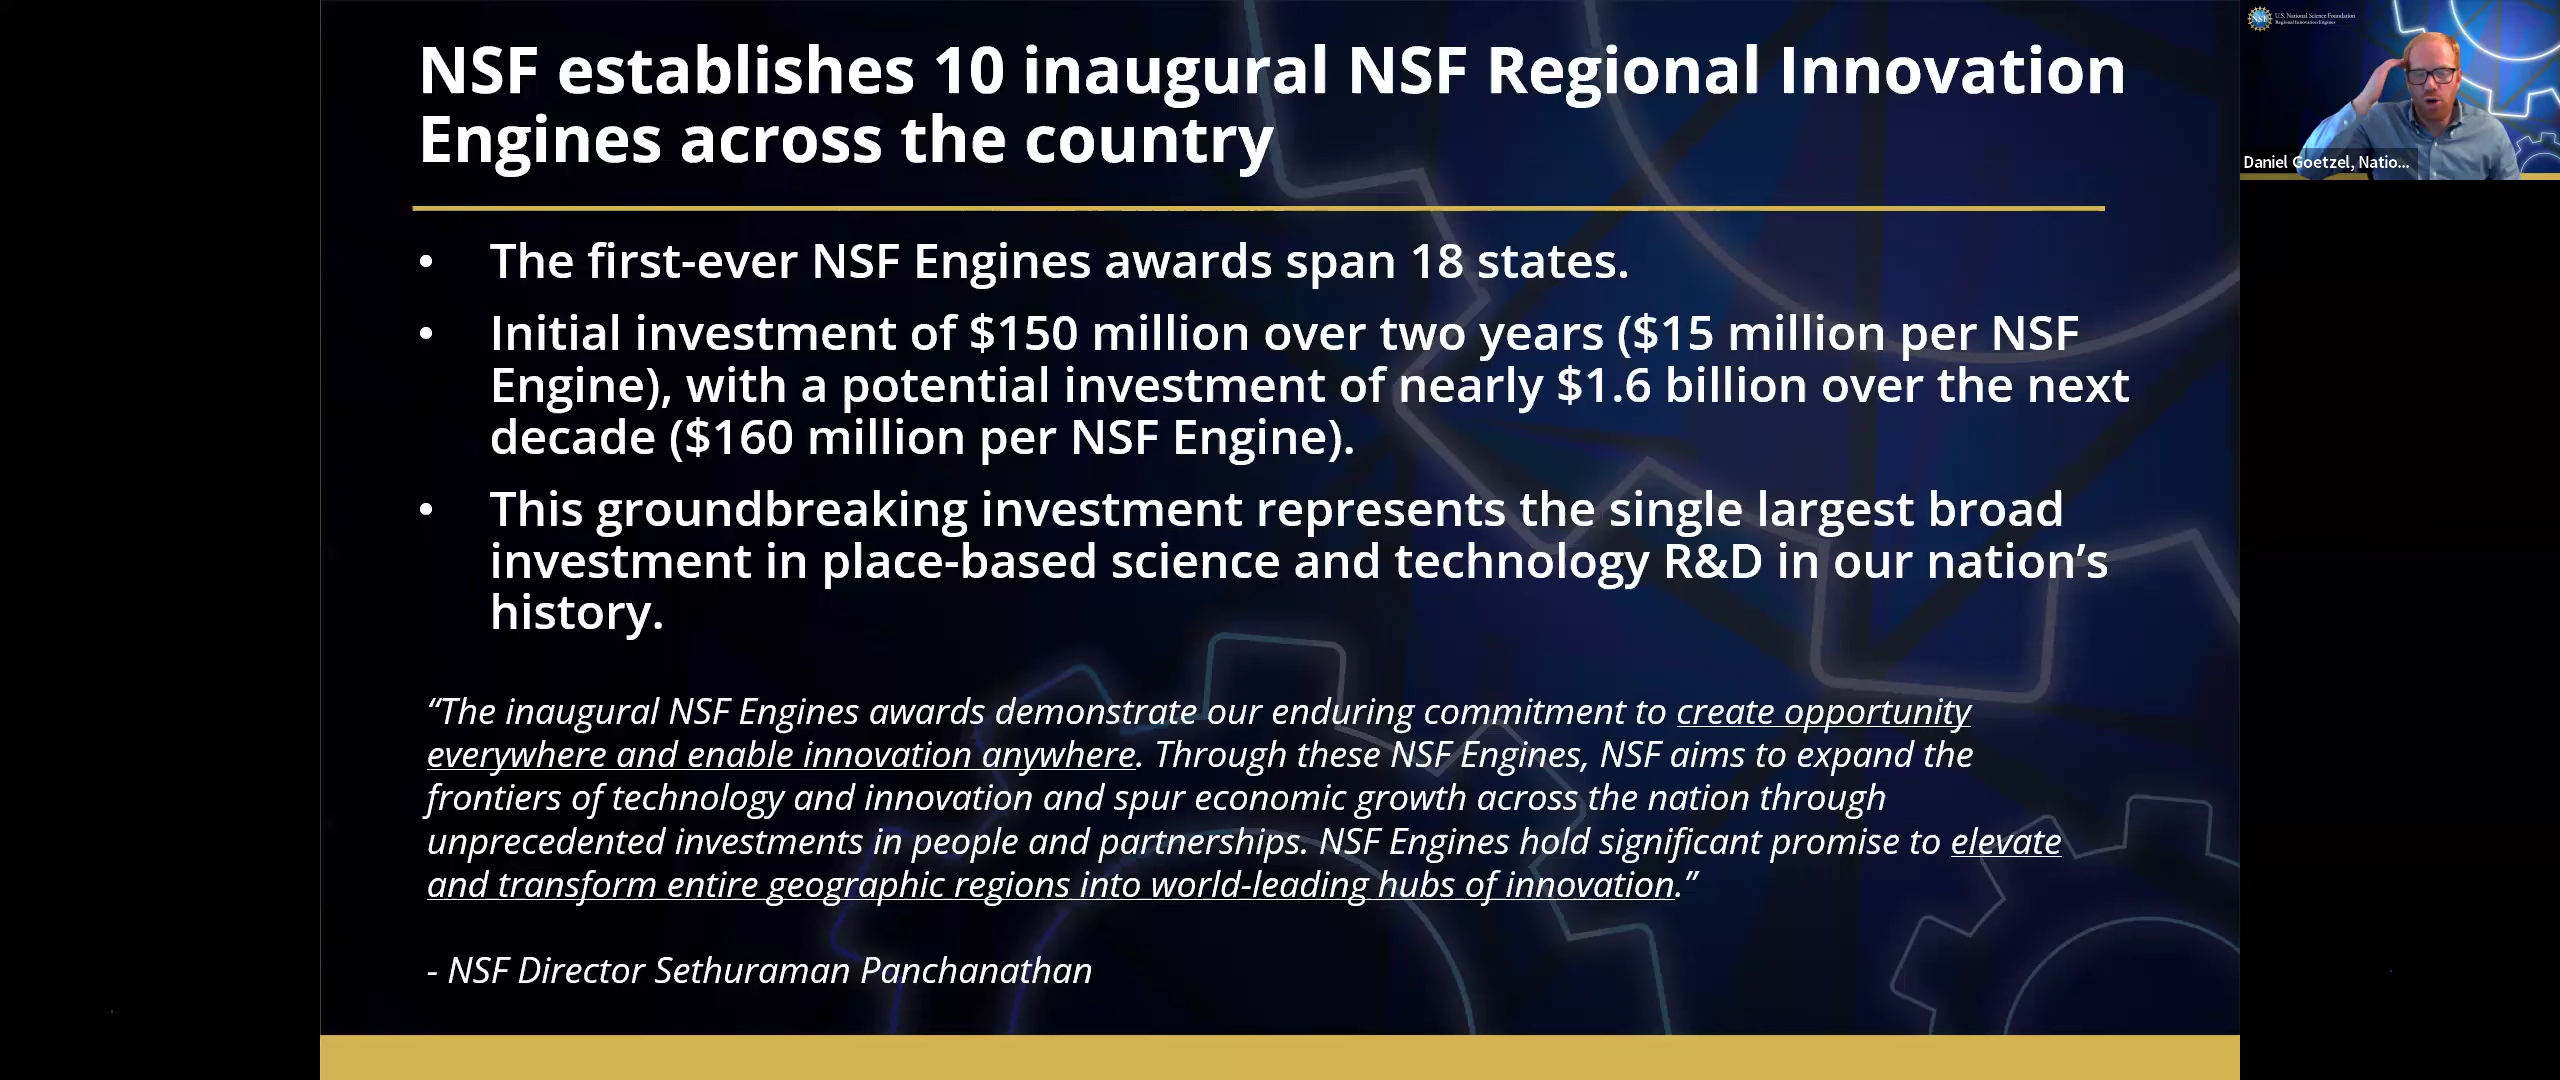 NSF establishes 10 inaugural NSF Regional Innovation
Engines across the country
• The first-ever NSF Engines awards span 18 states.
• Initial investment of $150 million over two years ($15 million per NSF
Engine), with a potential investment of nearly $1.6 billion over the next
decade ($160 million per NSF Engine).
• This groundbreaking investment represents the single largest broad
investment in place-based science and technology R&D in our nation’s
history.
“The inaugural NSF Engines awards demonstrate our enduring commitment to create opportunity
everywhere and enable innovation anywhere. Through these NSF Engines, NSF aims to expand the
frontiers of technology and innovation and spur economic growth across the nation through
unprecedented investments in people and partnerships. NSF Engines hold significant promise to elevate
and transform entire geographic regions into world-leading hubs of innovation.”
- NSF Director Sethuraman Panchanathan
NSF
U.S. National Science Foundation
Regional Innovation Engines
Daniel Goetzel, Natio...